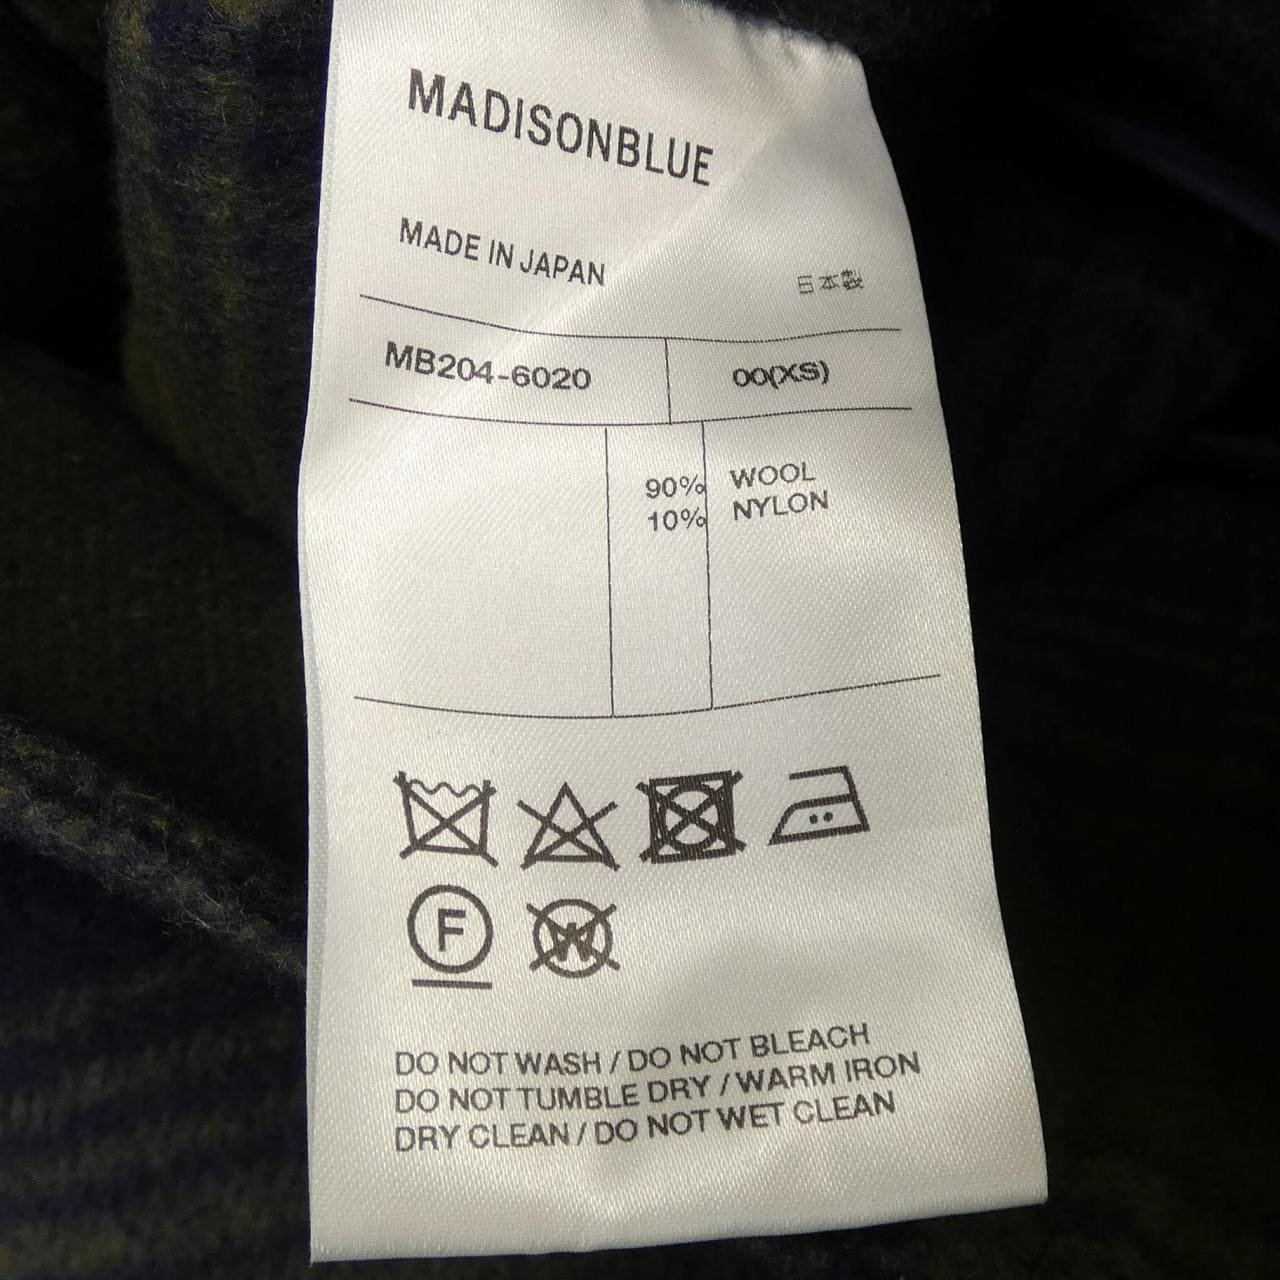 MADISONBLUE
MADE IN JAPAN 日本製
MB204-6020 00(XS)
90% WOOL
10% NYLON
F
W
DO NOT WASH / DO NOT BLEACH
DO NOT TUMBLE DRY / WARM IRON
DRY CLEAN / DO NOT WET CLEAN